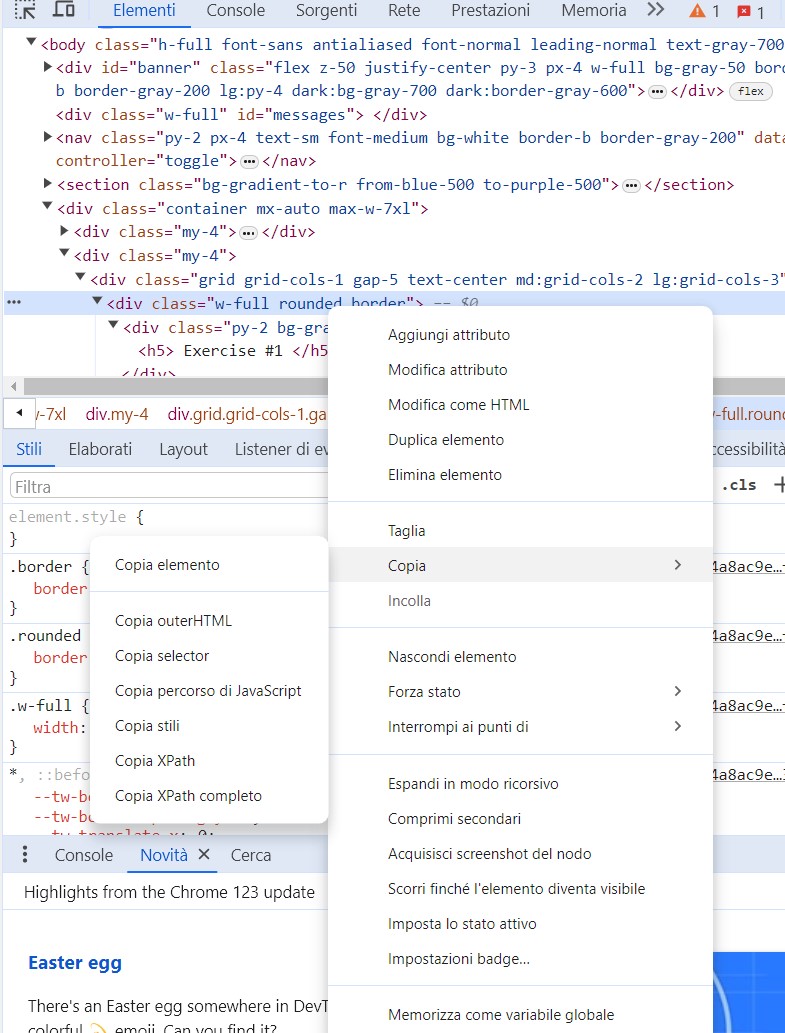 Elementi Console Sorgenti Rete Prestazioni Memoria 1 1
<body class="h-full font-sans antialiased font-normal leading-normal text-gray-700
<div id="banner" class="flex z-50 justify-center py-3 px-4 w-full bg-gray-50 bord
b border-gray-200 lg:py-4 dark:bg-gray-700 dark:border-gray-600">…</div> flex
<div class="w-full" id="messages"> </div>
<nav class="py-2 px-4 text-sm font-medium bg-white border-b border-gray-200" data
controller="toggle">…</nav>
<section class="bg-gradient-to-r from-blue-500 to-purple-500">…</section>
<div class="container mx-auto max-w-7xl">
<div class="my-4">…</div>
<div class="my-4">
<div class="grid grid-cols-1 gap-5 text-center md:grid-cols-2 lg:grid-cols-3"
… <div class="w-full rounded border"> == $0
<div class="py-2 bg-gra
<h5> Exercise #1 </h5
</div>
v-7xl div.my-4 div.grid.grid-cols-1.ga
-full.round
Stili Elaborati Layout Listener di ev
ccessibilità
Filtra
.cls +
element.style {
}
.border {
4a8ac9e…
border
}
.rounded
4a8ac9e…
border
}
.w-full {
4a8ac9e…
width:
}
*, ::befo
4a8ac9e…
--tw-bo
--tw-bo
--tw-translate-x: 0;
Aggiungi attributo
Modifica attributo
Modifica come HTML
Duplica elemento
Elimina elemento
Taglia
Copia
Incolla
Nascondi elemento
Forza stato
Interrompi ai punti di
Espandi in modo ricorsivo
Comprimi secondari
Acquisisci screenshot del nodo
Scorri finché l'elemento diventa visibile
Imposta lo stato attivo
Impostazioni badge...
Memorizza come variabile globale
Copia elemento
Copia outerHTML
Copia selector
Copia percorso di JavaScript
Copia stili
Copia XPath
Copia XPath completo
Console Novità Cerca
Highlights from the Chrome 123 update
Easter egg
There's an Easter egg somewhere in DevT
colorful emoji. Can you find it?